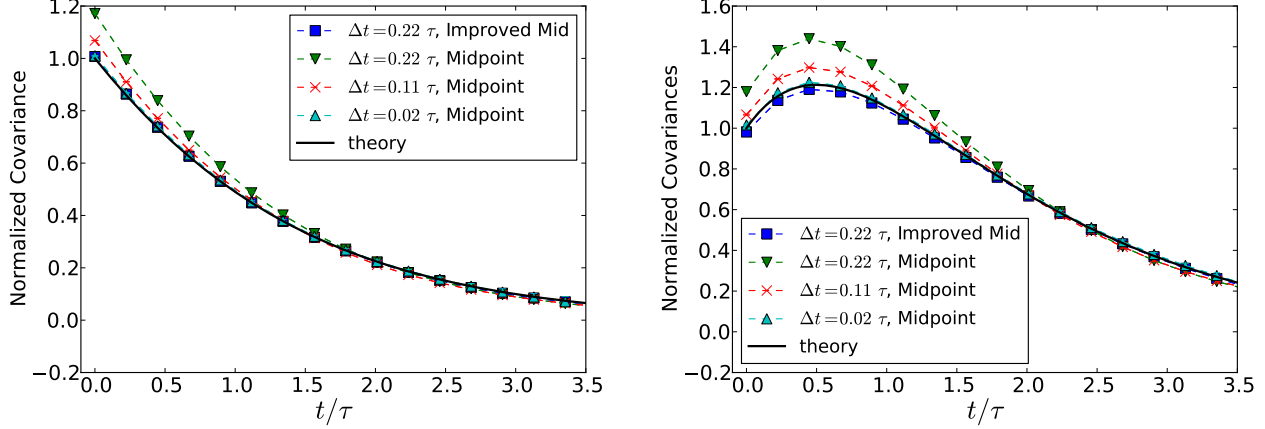 1.2
1.0
0.8
0.6
0.4
0.2
0.0
−0.2
Normalized Covariance
0.0 0.5 1.0 1.5 2.0 2.5 3.0 3.5
t/τ
Δt=0.22 τ, Improved Mid
Δt=0.22 τ, Midpoint
Δt=0.11 τ, Midpoint
Δt=0.02 τ, Midpoint
theory
1.6
1.4
1.2
1.0
0.8
0.6
0.4
0.2
0.0
−0.2
Normalized Covariances
0.0 0.5 1.0 1.5 2.0 2.5 3.0 3.5
t/τ
Δt=0.22 τ, Improved Mid
Δt=0.22 τ, Midpoint
Δt=0.11 τ, Midpoint
Δt=0.02 τ, Midpoint
theory